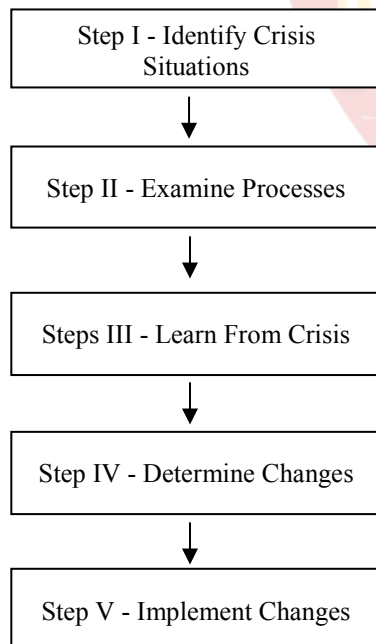 Step I - Identify Crisis
Situations
Step II - Examine Processes
Steps III - Learn From Crisis
Step IV - Determine Changes
Step V - Implement Changes